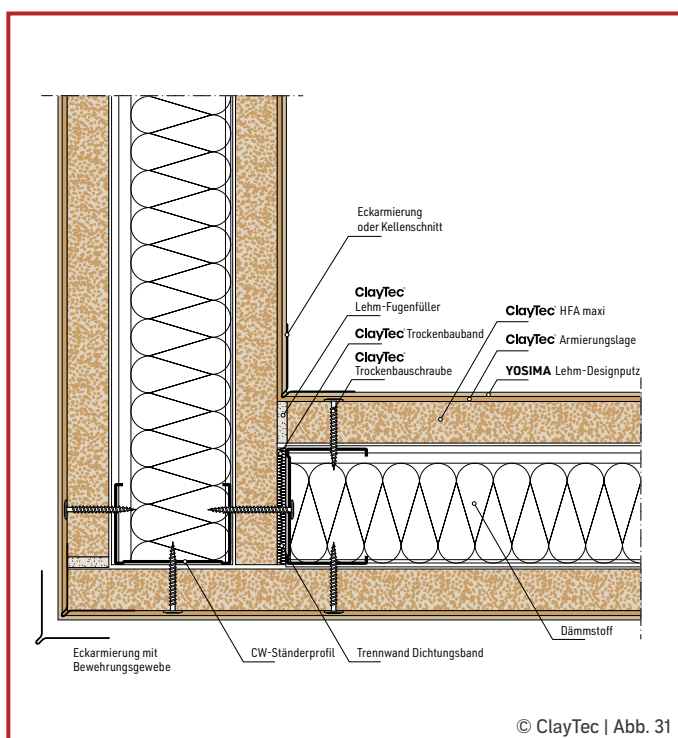 Eckarmierung
oder Kellenschnitt
ClayTec®
Lehm-Fugenfüller
ClayTec® Trockenbauband
ClayTec®
Trockenbauschraube
ClayTec® HFA maxi
ClayTec® Armierungslage
YOSIMA Lehm-Designputz
Dämmstoff
Eckarmierung mit
Bewehrungsgewebe
CW-Ständerprofil
Trennwand Dichtungsband
© ClayTec | Abb. 31